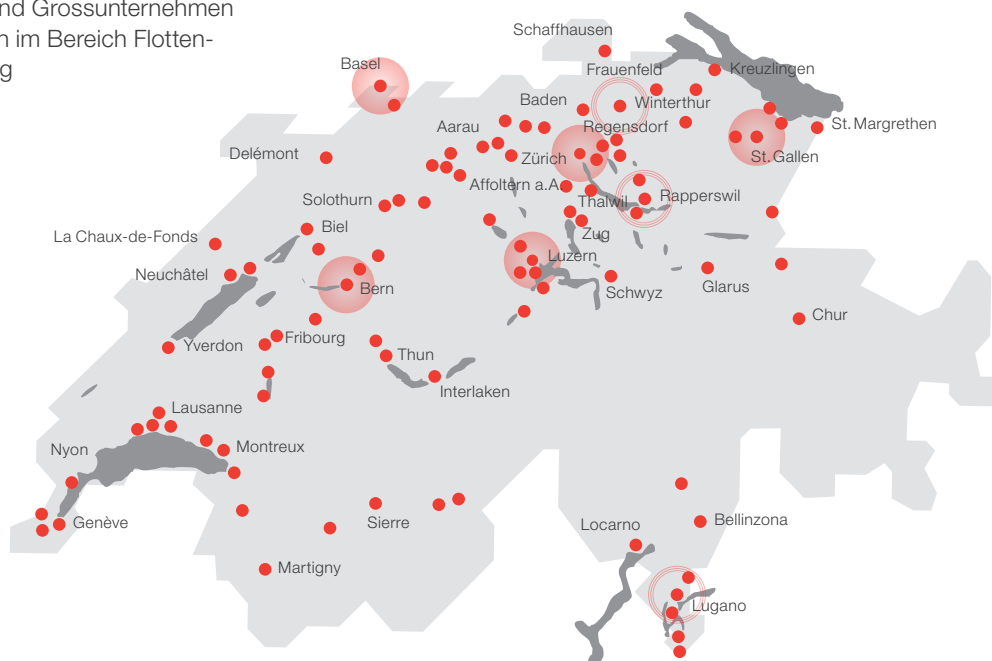 nd Grossunternehmen
im Bereich Flotten-
g
Schaffhausen
Basel
Frauenfeld
Kreuzlingen
Baden
Winterthur
Aarau
Regensdorf
St. Margrethen
Delémont
Zürich
St. Gallen
Affoltern a.A.
Solothurn
Thalwil
Rapperswil
Biel
La Chaux-de-Fonds
Zug
Luzern
Neuchâtel
Bern
Schwyz
Glarus
Chur
Fribourg
Yverdon
Thun
Interlaken
Lausanne
Montreux
Nyon
Genève
Sierre
Locarno
Bellinzona
Martigny
Lugano